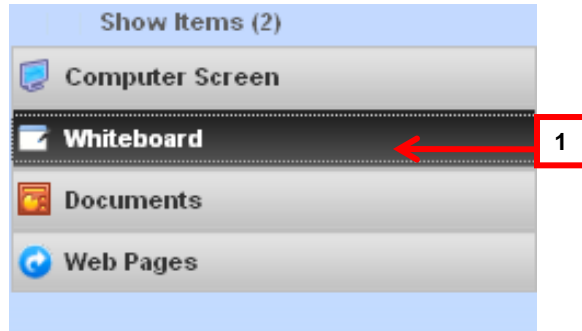 Show Items (2)
Computer Screen
Whiteboard
1
Documents
Web Pages